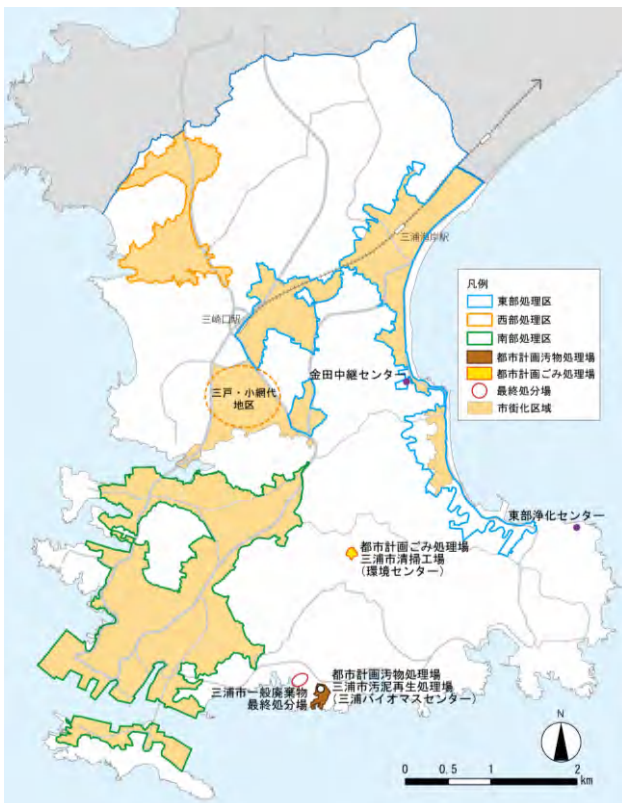 三浦海岸駅
凡例
東部処理区
西部処理区
南部処理区
都市計画汚物処理場
都市計画ごみ処理場
最終処分場
市街化区域
三崎口駅
金田中継センター
三戸・小網代
地区
東部浄化センター
都市計画ごみ処理場
三浦市清掃工場
(環境センター)
都市計画汚物処理場
三浦市汚泥再生処理場
(三浦バイオマスセンター)
三浦市一般廃棄物
最終処分場
N
0 0.5 1 2
km